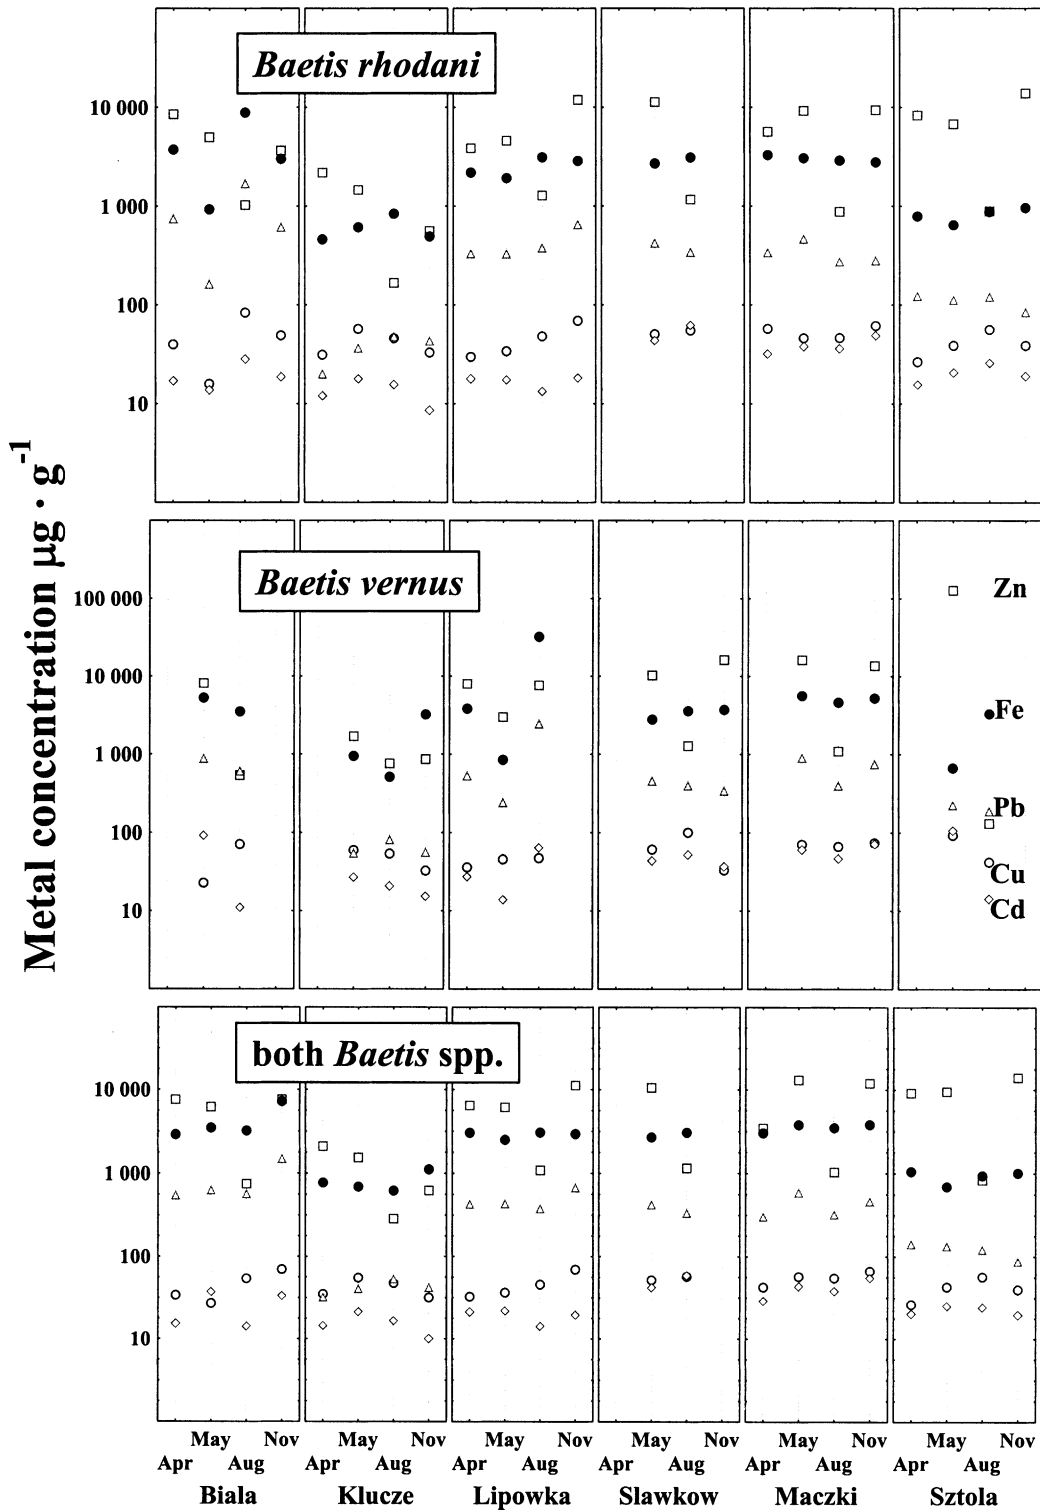 Baetis rhodani
10 000
1 000
100
10
Metal concentration µg · g-1
Baetis vernus
100 000
10 000
1 000
100
10
Zn
Fe
Pb
Cu
Cd
both Baetis spp.
10 000
1 000
100
10
May Nov May Nov May Nov May Nov May Nov May Nov
Apr Aug Apr Aug Apr Aug Apr Aug Apr Aug Apr Aug
Biala Klucze Lipowka Slawkow Maczki Sztola